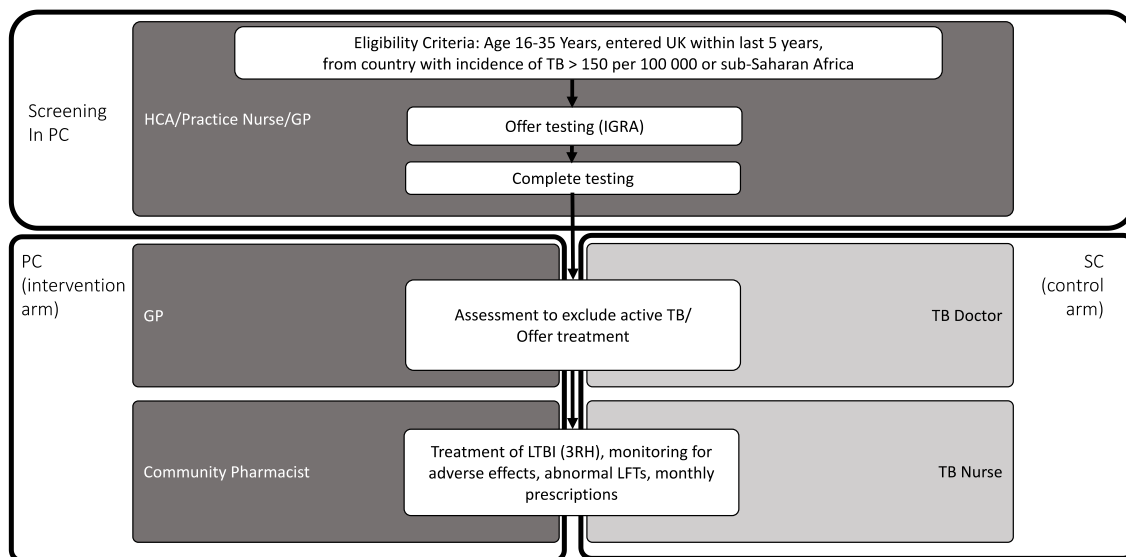 Eligibility Criteria: Age 16-35 Years, entered UK within last 5 years,
from country with incidence of TB > 150 per 100 000 or sub-Saharan Africa
Screening
In PC
HCA/Practice Nurse/GP
Offer testing (IGRA)
Complete testing
PC
(intervention
arm)
SC
(control
arm)
GP
Assessment to exclude active TB/
Offer treatment
TB Doctor
Community Pharmacist
Treatment of LTBI (3RH), monitoring for
adverse effects, abnormal LFTs, monthly
prescriptions
TB Nurse